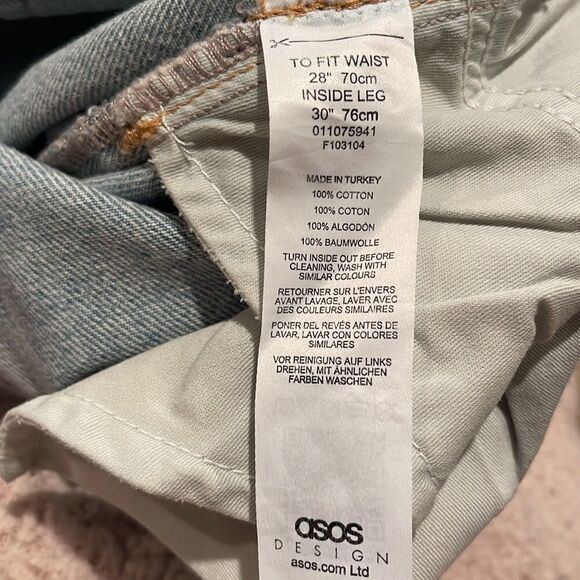 TO FIT WAIST
28" 70cm
INSIDE LEG
30" 76cm
011075941
F103104
MADE IN TURKEY
100% COTTON
100% COTON
100% ALGODÓN
100% BAUMWOLLE
TURN INSIDE OUT BEFORE
CLEANING, WASH WITH
SIMILAR COLOURS
RETOURNER SUR L'ENVERS
AVANT LAVAGE, LAVER AVEC
DES COULEURS SIMILAIRES
PONER DEL REVÉS ANTES DE
LAVAR, LAVAR CON COLORES
SIMILARES
VOR REINIGUNG AUF LINKS
DREHEN, MIT ÄHNLICHEN
FARBEN WASCHEN
asos
DESIGN
asos.com Ltd